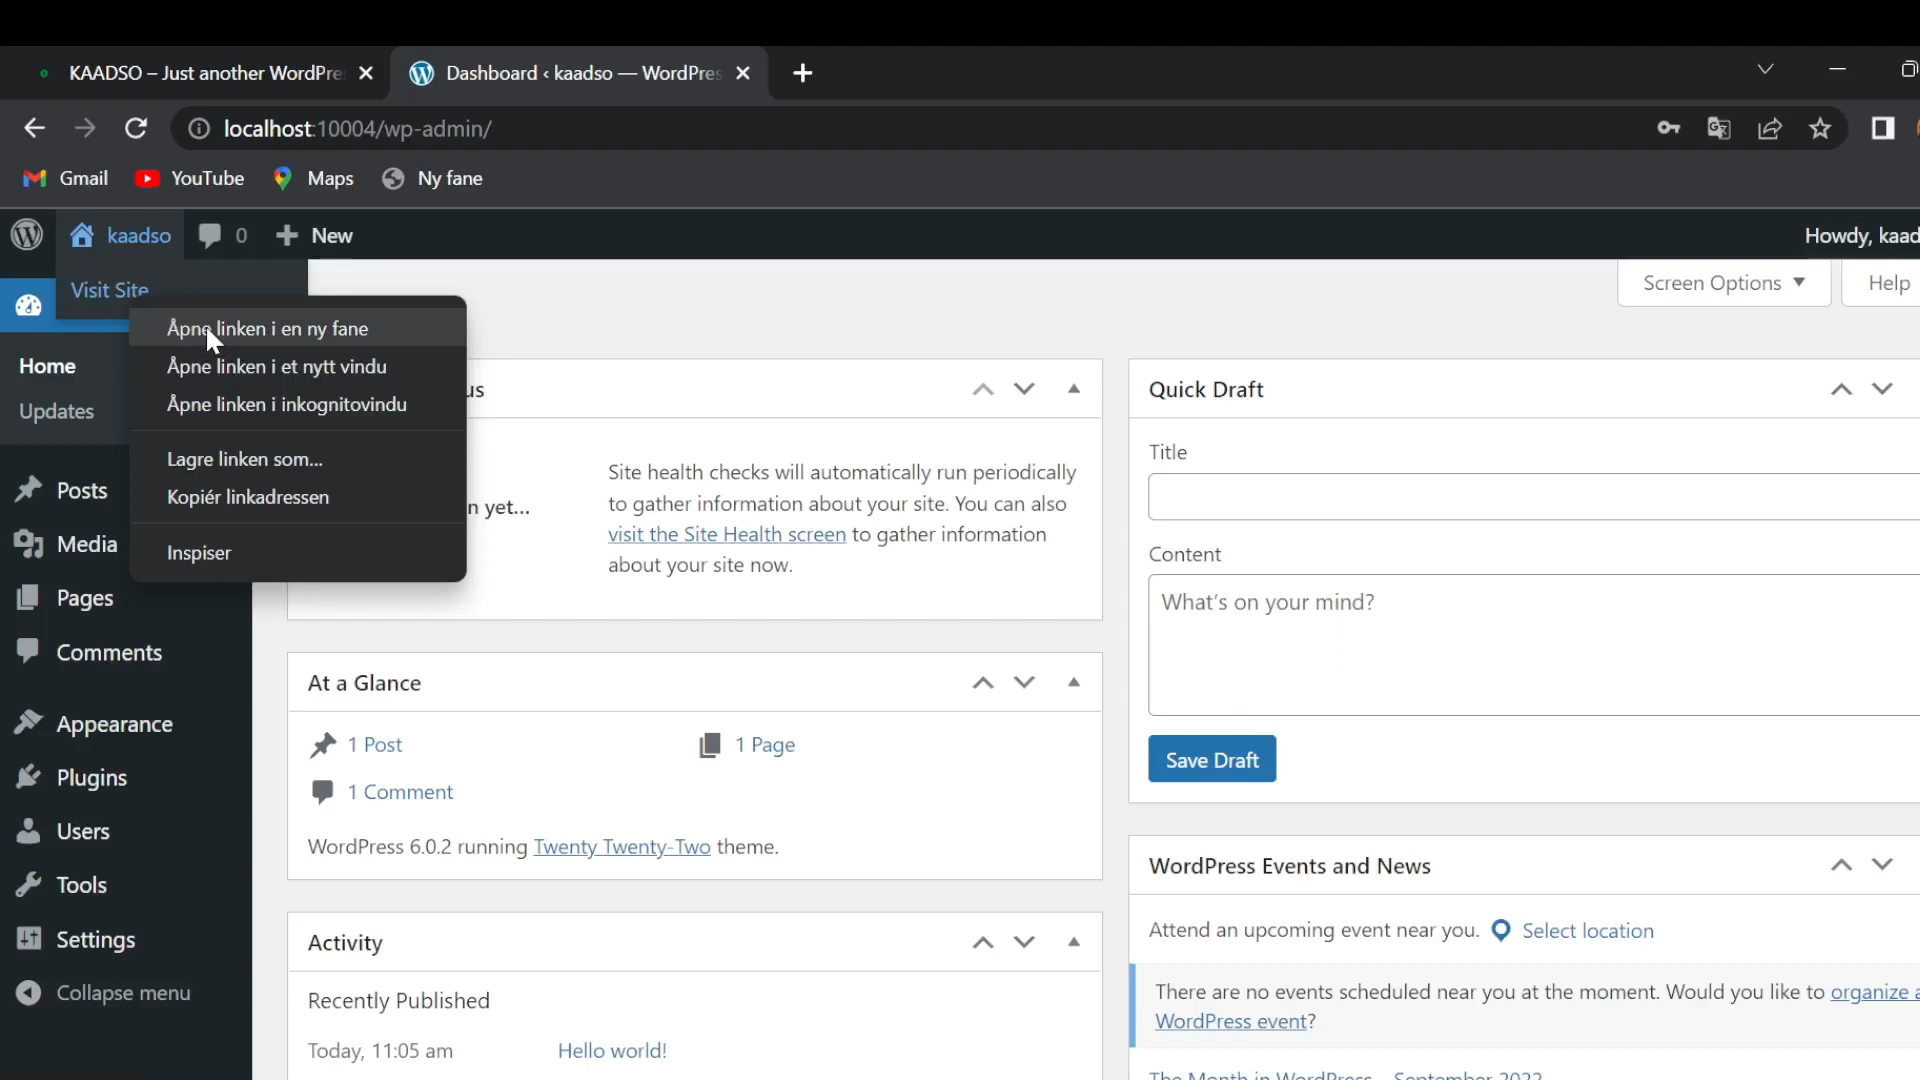 KAADSO – Just another WordPre
Dashboard ‹ kaadso — WordPres
localhost:10004/wp-admin/
Gmail
YouTube
Maps
Ny fane
kaadso
0
New
Howdy, kaad
Visit Site
Screen Options
Help
Åpne linken i en ny fane
Åpne linken i et nytt vindu
Åpne linken i inkognitovindu
Lagre linken som...
Kopiér linkadressen
Inspiser
Home
Updates
Posts
Media
Pages
Comments
Appearance
Plugins
Users
Tools
Settings
Collapse menu
us
n yet...
Site health checks will automatically run periodically
to gather information about your site. You can also
visit the Site Health screen to gather information
about your site now.
At a Glance
1 Post
1 Page
1 Comment
WordPress 6.0.2 running Twenty Twenty-Two theme.
Activity
Recently Published
Today, 11:05 am
Hello world!
Quick Draft
Title
Content
What's on your mind?
Save Draft
WordPress Events and News
Attend an upcoming event near you.
Select location
There are no events scheduled near you at the moment. Would you like to organize a
WordPress event?
The Month in WordPress – September 2022